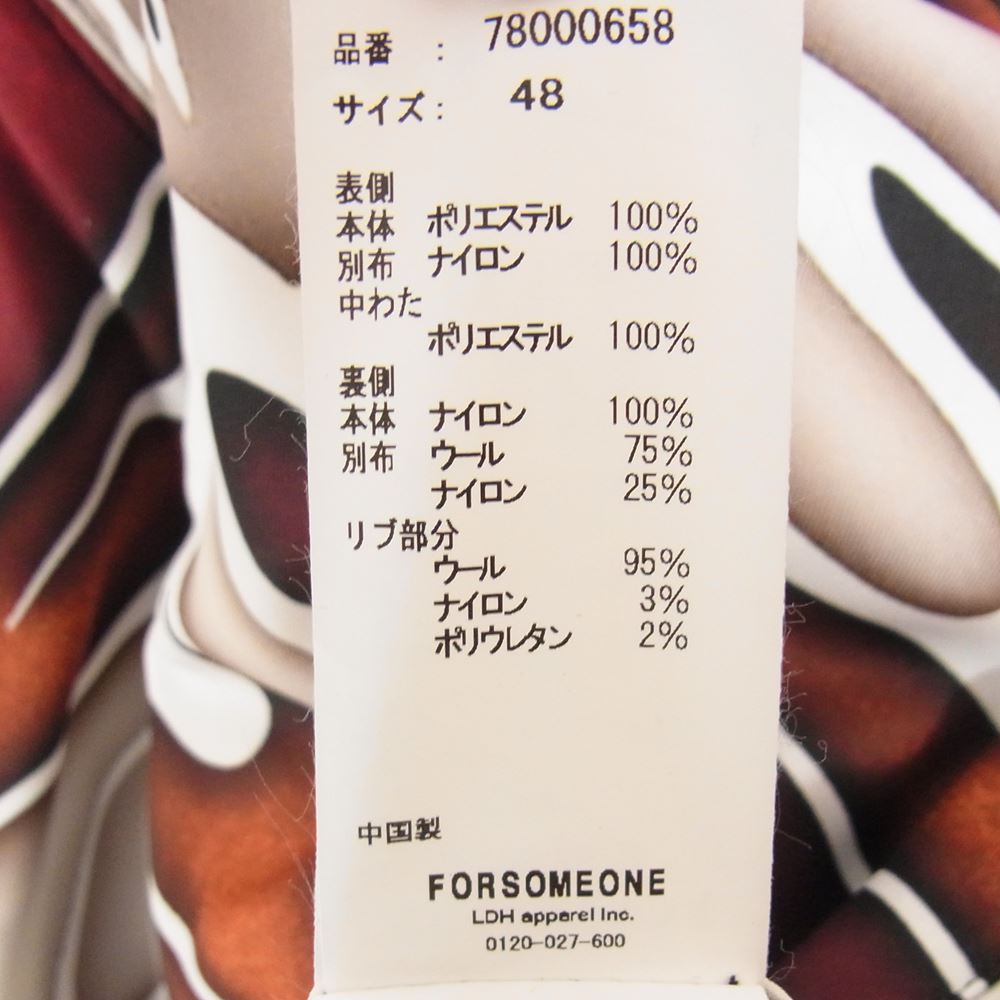 品番 : 78000658
サイズ: 48
表側
本体 ポリエステル 100%
別布 ナイロン 100%
中わた
ポリエステル 100%
裏側
本体 ナイロン 100%
別布 ウール 75%
ナイロン 25%
リブ部分
ウール 95%
ナイロン 3%
ポリウレタン 2%
中国製
FORSOMEONE
LDH apparel Inc.
0120-027-600